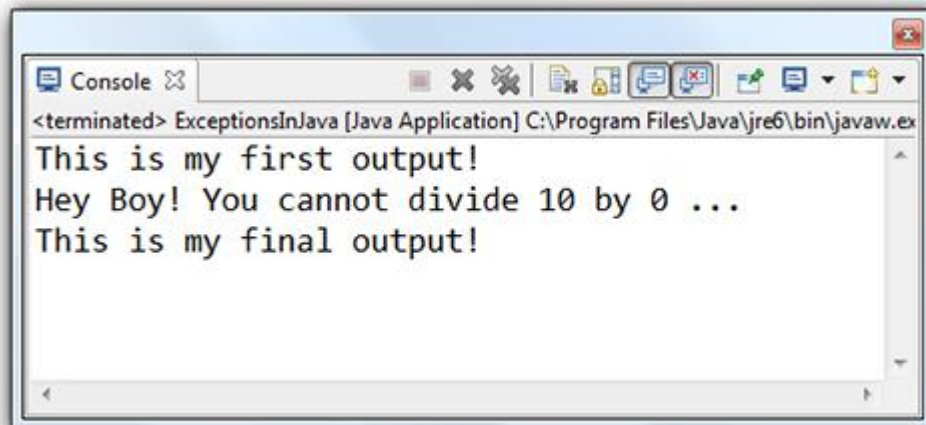 Console
<terminated> ExceptionsInJava [Java Application] C:\Program Files\Java\jre6\bin\javaw.ex
This is my first output!
Hey Boy! You cannot divide 10 by 0 ...
This is my final output!